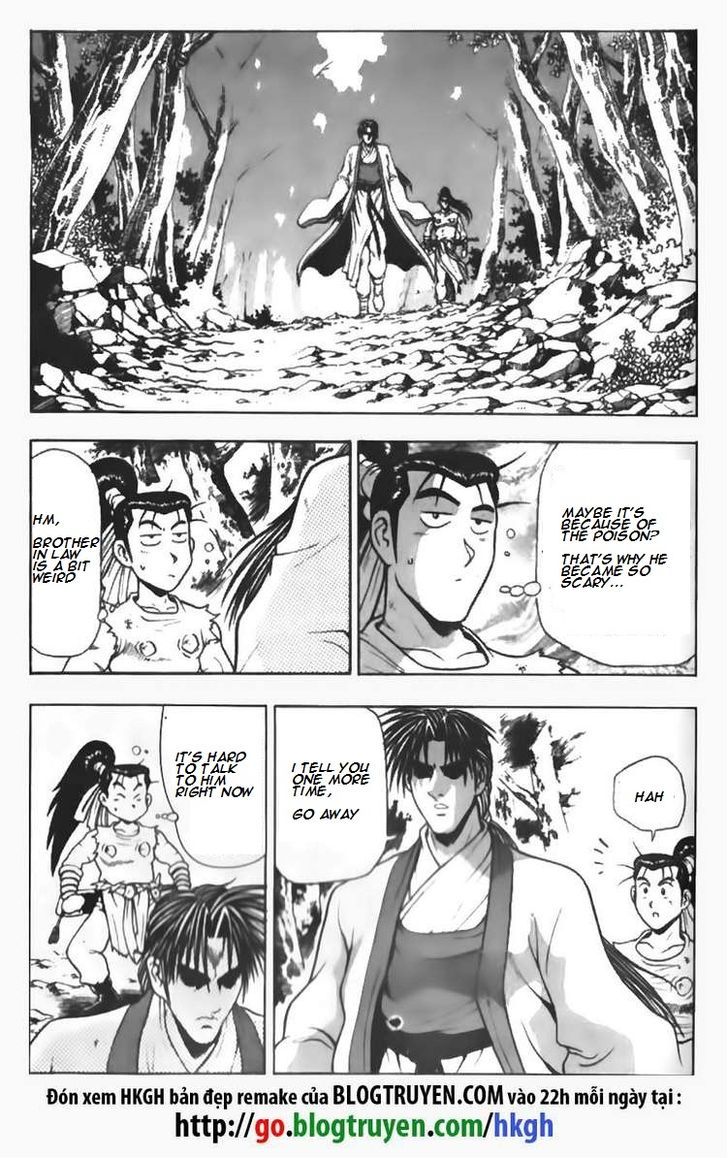 HM,
BROTHER
IN LAW
IS A BIT
WEIRD
MAYBE IT'S
BECAUSE OF
THE POISON?
THAT'S WHY HE
BECAME SO
SCARY...
IT'S HARD
TO TALK
TO HIM
RIGHT NOW
I TELL YOU
ONE MORE
TIME,
GO AWAY
HAH
Đón xem HKGH bản đẹp remake của BLOGTRUYEN.COM vào 22h mỗi ngày tại :
http://go.blogtruyen.com/hkgh